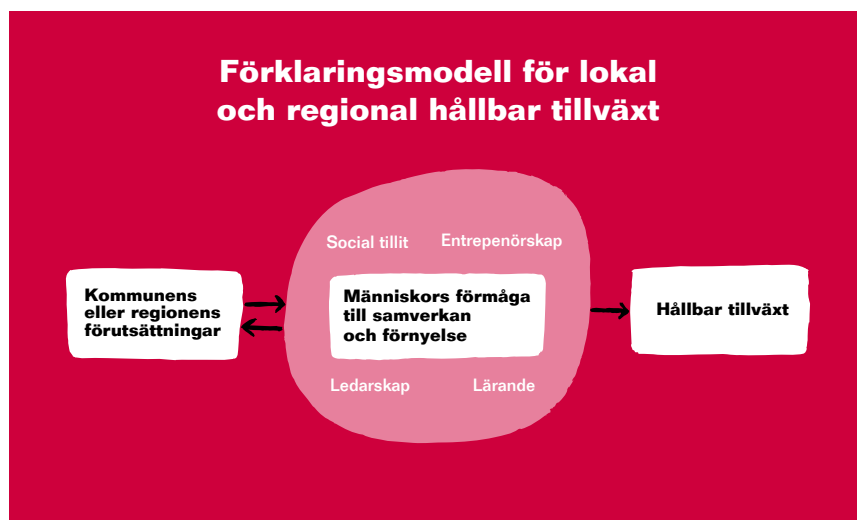 Förklaringsmodell för lokal
och regional hållbar tillväxt
Social tillit
Entrepenörskap
Kommunens
eller regionens
förutsättningar
Människors förmåga
till samverkan
och förnyelse
Hållbar tillväxt
Ledarskap
Lärande